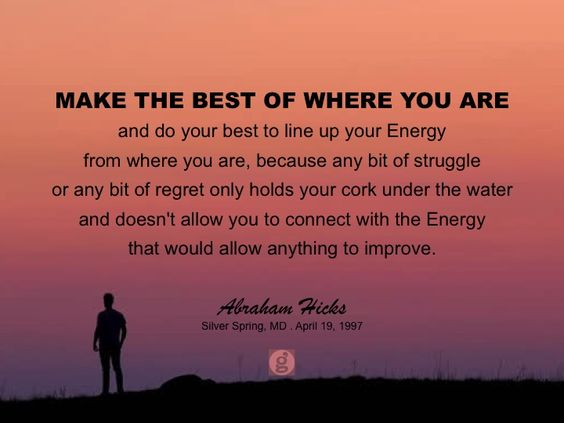 MAKE THE BEST OF WHERE YOU ARE
and do your best to line up your Energy
from where you are, because any bit of struggle
or any bit of regret only holds your cork under the water
and doesn't allow you to connect with the Energy
that would allow anything to improve.
Abraham Hicks
Silver Spring, MD . April 19, 1997
g